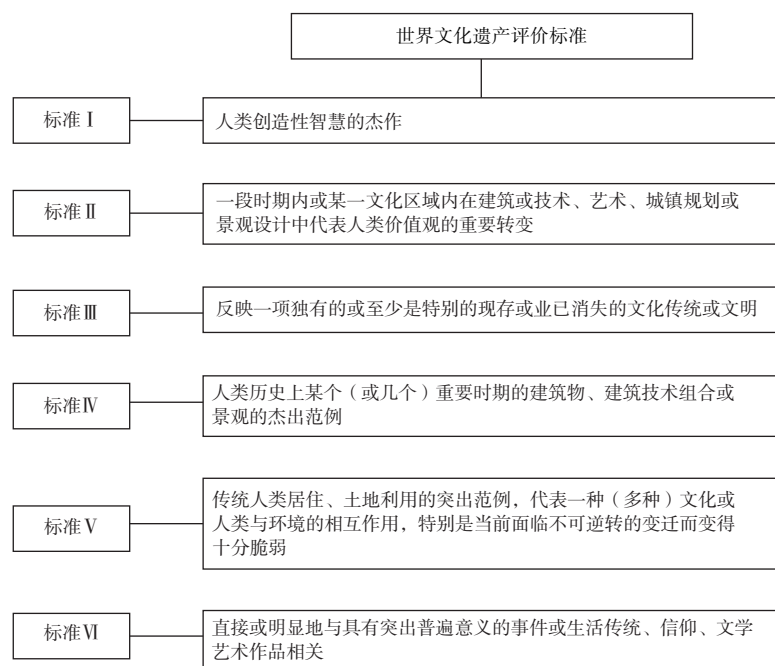 世界文化遗产评价标准
标准Ⅰ
人类创造性智慧的杰作
标准Ⅱ
一段时期内或某一文化区域内在建筑或技术、艺术、城镇规划或
景观设计中代表人类价值观的重要转变
标准Ⅲ
反映一项独有的或至少是特别的现存或业已消失的文化传统或文明
标准Ⅳ
人类历史上某个（或几个）重要时期的建筑物、建筑技术组合或
景观的杰出范例
标准Ⅴ
传统人类居住、土地利用的突出范例，代表一种（多种）文化或
人类与环境的相互作用，特别是当前面临不可逆转的变迁而变得
十分脆弱
标准Ⅵ
直接或明显地与具有突出普遍意义的事件或生活传统、信仰、文学
艺术作品相关